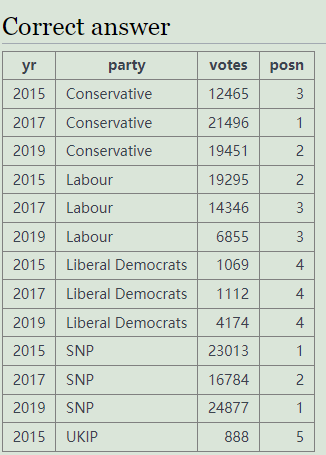 Correct answer
yr party votes posn
2015 Conservative 12465 3
2017 Conservative 21496 1
2019 Conservative 19451 2
2015 Labour 19295 2
2017 Labour 14346 3
2019 Labour 6855 3
2015 Liberal Democrats 1069 4
2017 Liberal Democrats 1112 4
2019 Liberal Democrats 4174 4
2015 SNP 23013 1
2017 SNP 16784 2
2019 SNP 24877 1
2015 UKIP 888 5